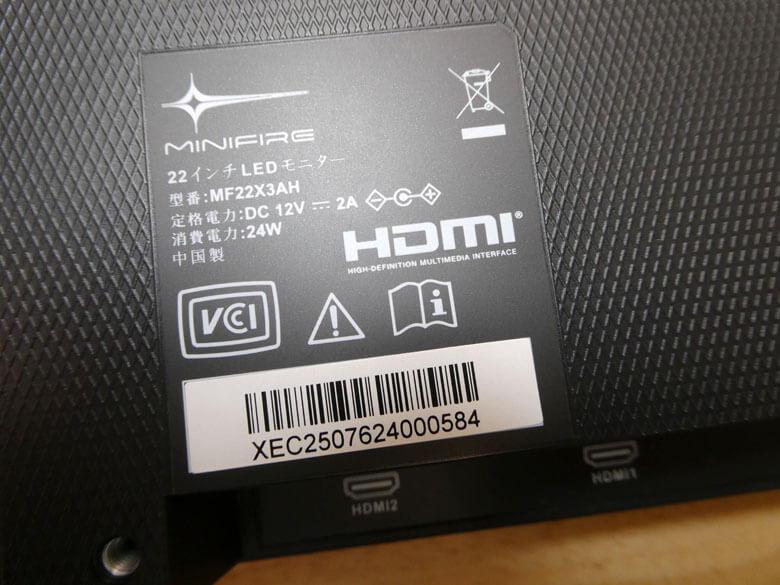 MINIFIRE
22インチLEDモニター
型番:MF22X3AH
定格電力:DC 12V ⎓ 2A
消費電力:24W
中国製
HDMI®
HIGH-DEFINITION MULTIMEDIA INTERFACE
VCCI
XEC2507624000584
HDMI2
HDMI1